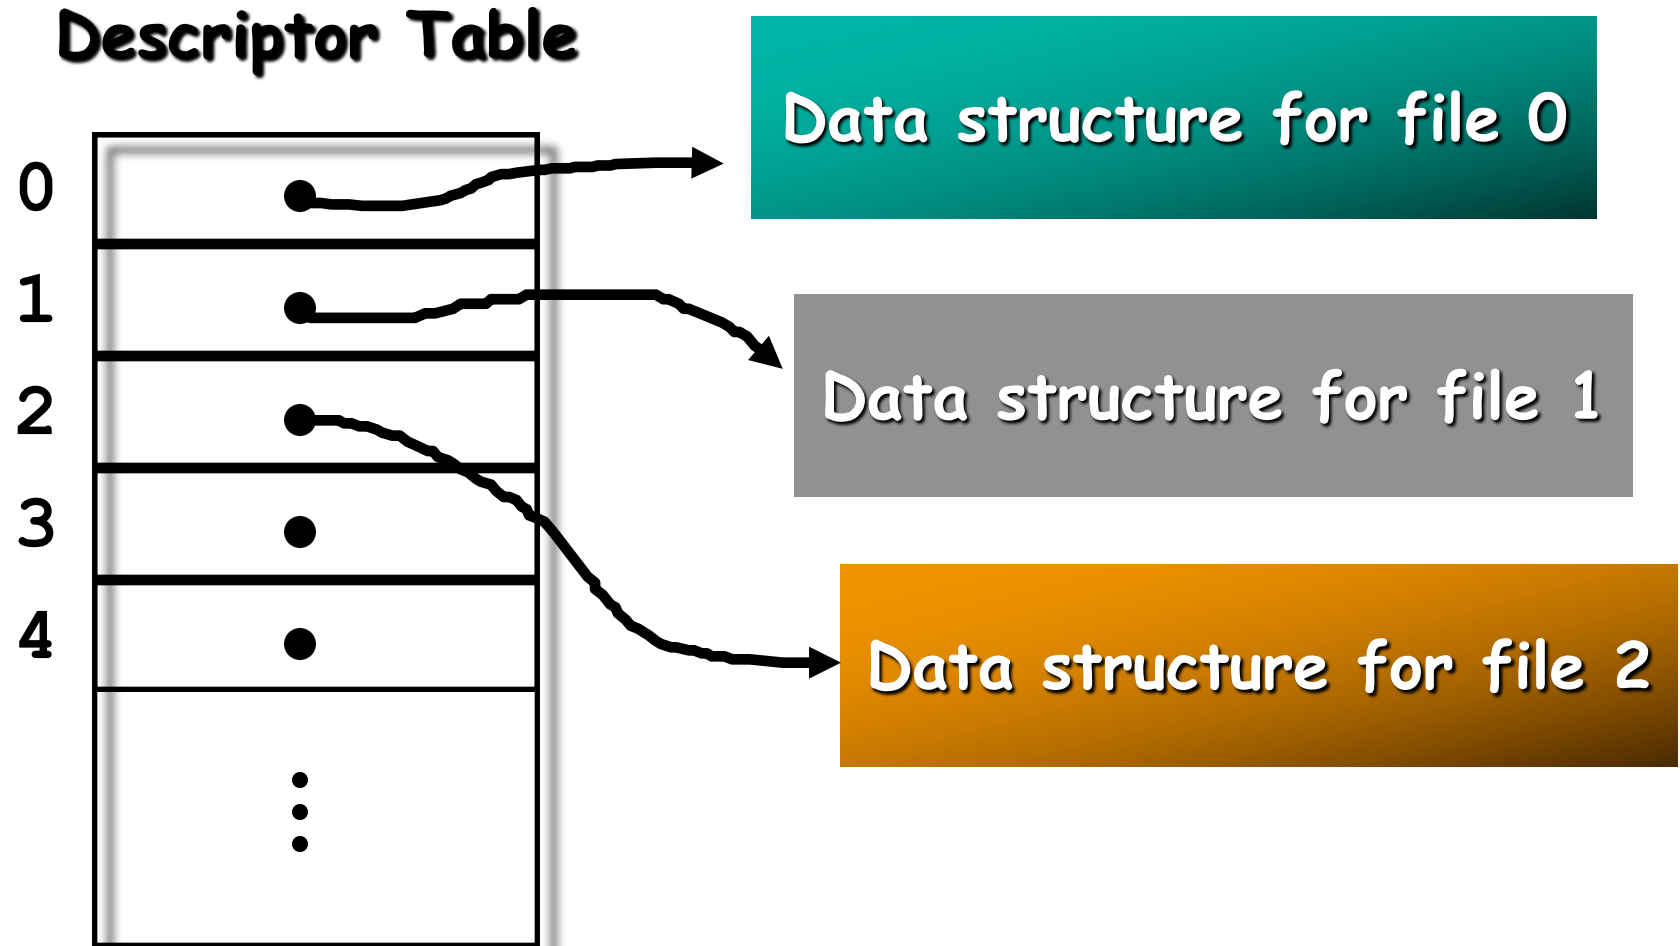 Descriptor Table
0
1
2
3
4
Data structure for file 0
Data structure for file 1
Data structure for file 2